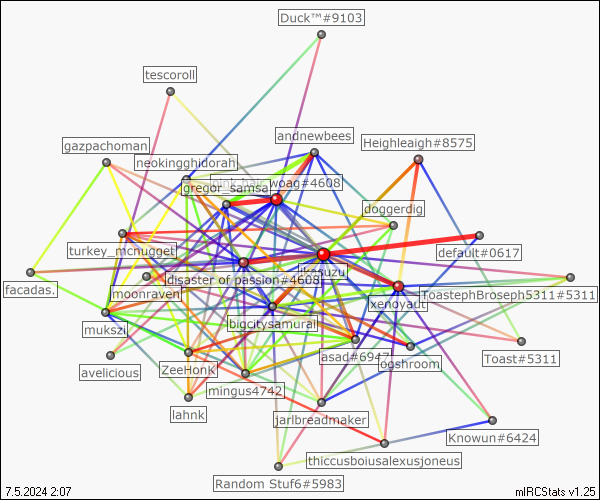 Duck™#9103
tescoroll
andnewbees
gazpachoman
Heighleaigh#8575
neokingghidorah
woag#4608
gregor_samsa
doggerdig
turkey_mcnugget
default#0617
disaster of passion#4608
likosuzu
facadas.
moonraven
ToastephBroseph5311#5311
xenoyaut
mukszi
bigcitysamurai
asad#6947
ogshroom
Toast#5311
avelicious
ZeeHonk
mingus4742
lahnk
jarlbreadmaker
Knowun#6424
thiccusboiusalexusjoneus
Random Stuf6#5983
7.5.2024 2:07
mIRCStats v1.25